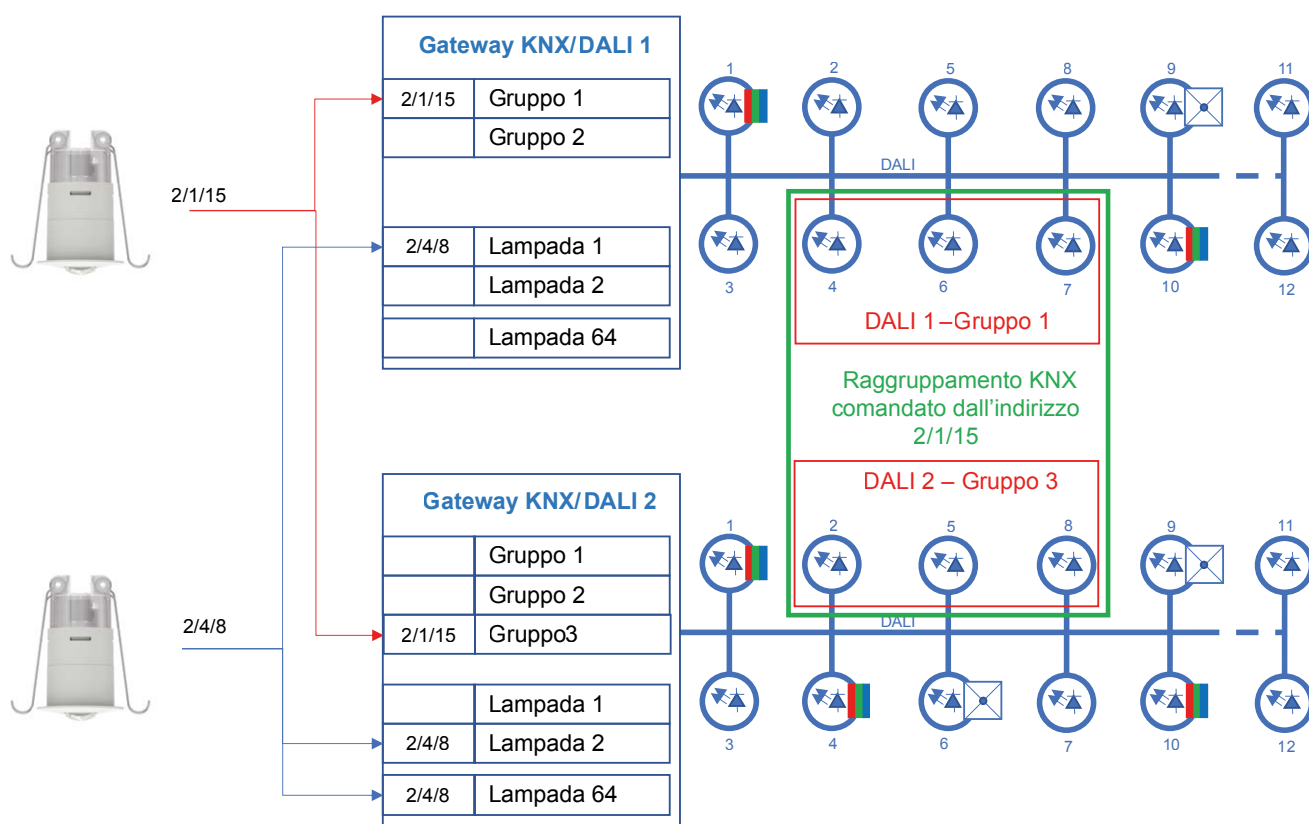 Gateway KNX/DALI 1
2/1/15 Gruppo 1
Gruppo 2
2/4/8 Lampada 1
Lampada 2
Lampada 64
2/1/15
1 2 5 8 9 11
DALI
3 4 6 7 10 12
DALI 1 –Gruppo 1
Raggruppamento KNX
comandato dall'indirizzo
2/1/15
DALI 2 – Gruppo 3
Gateway KNX/DALI 2
Gruppo 1
Gruppo 2
2/1/15 Gruppo3
Lampada 1
2/4/8 Lampada 2
2/4/8 Lampada 64
2/4/8
1 2 5 8 9 11
DALI
3 4 6 7 10 12